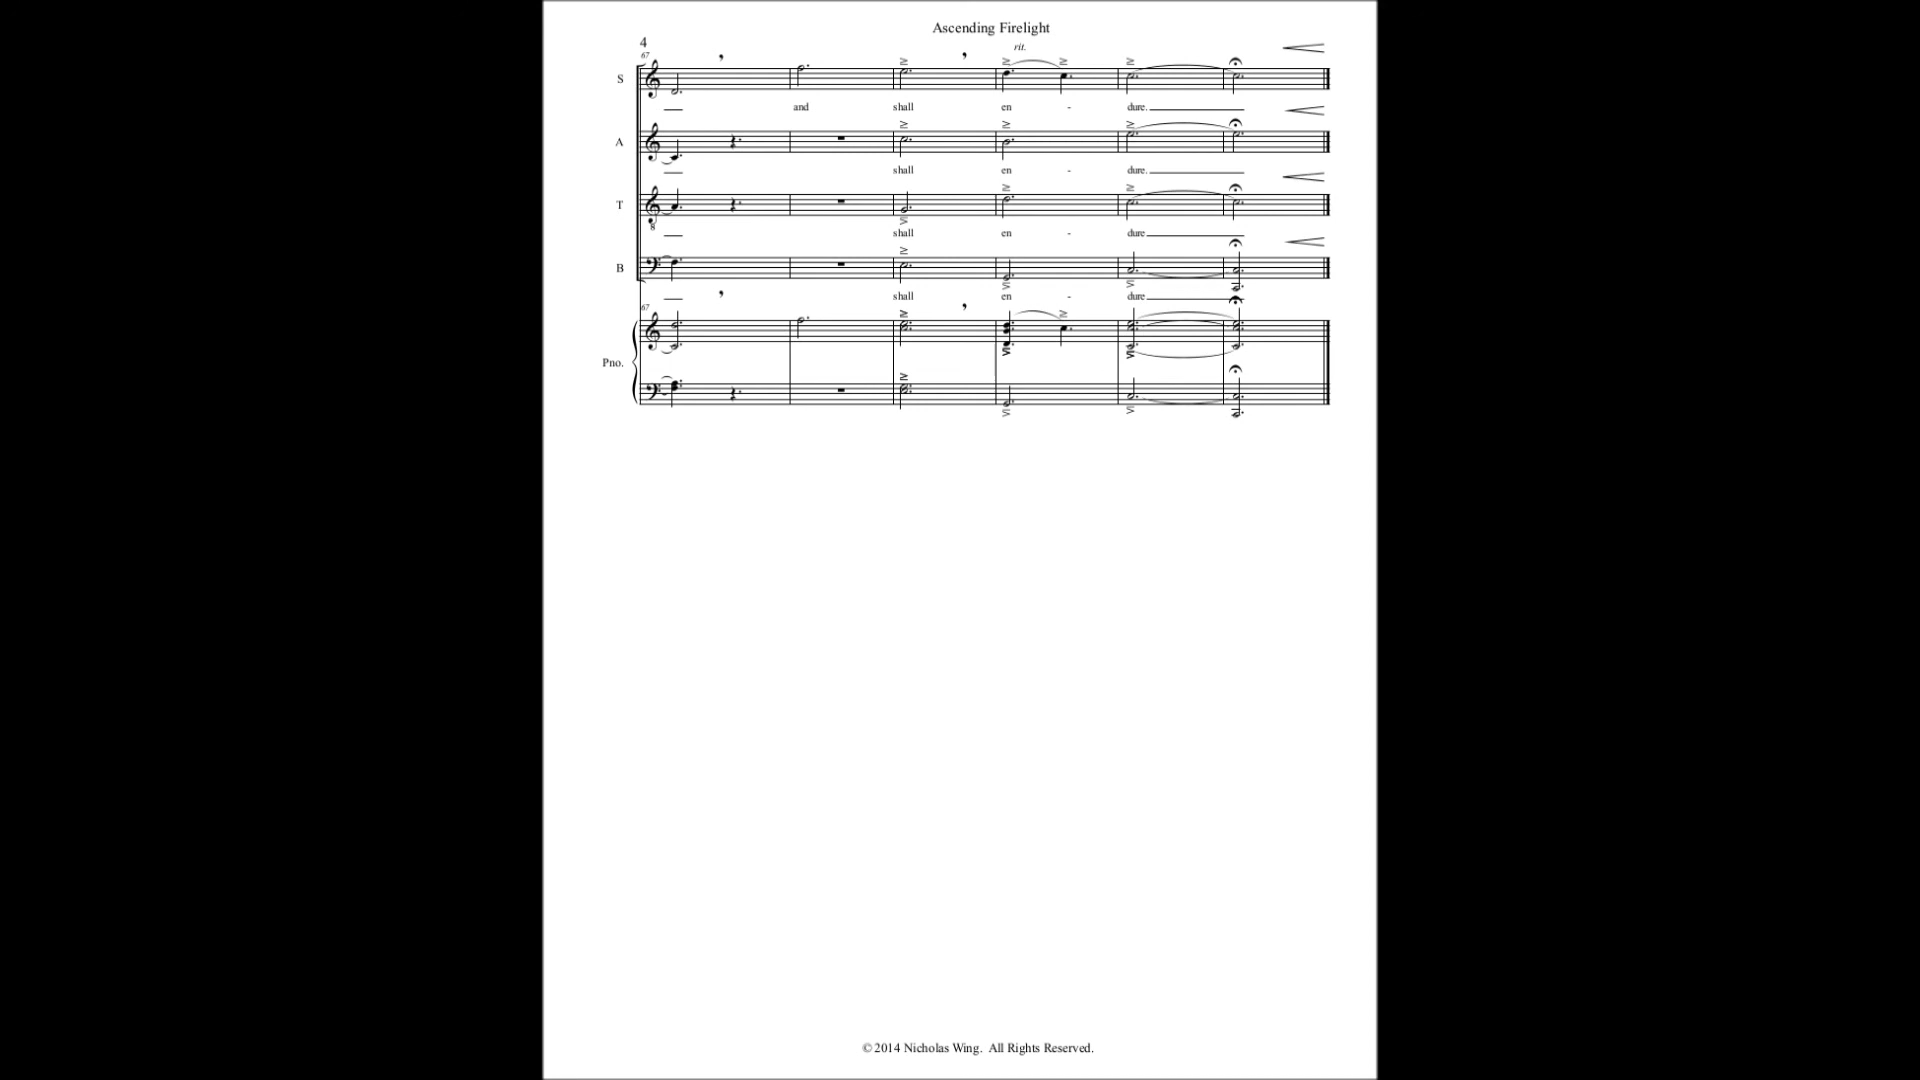 Ascending Firelight
4
rit.
67
S
and shall en - dure.
A
shall en - dure.
T
8
shall en - dure
B
shall en - dure
67
Pno.
© 2014 Nicholas Wing. All Rights Reserved.